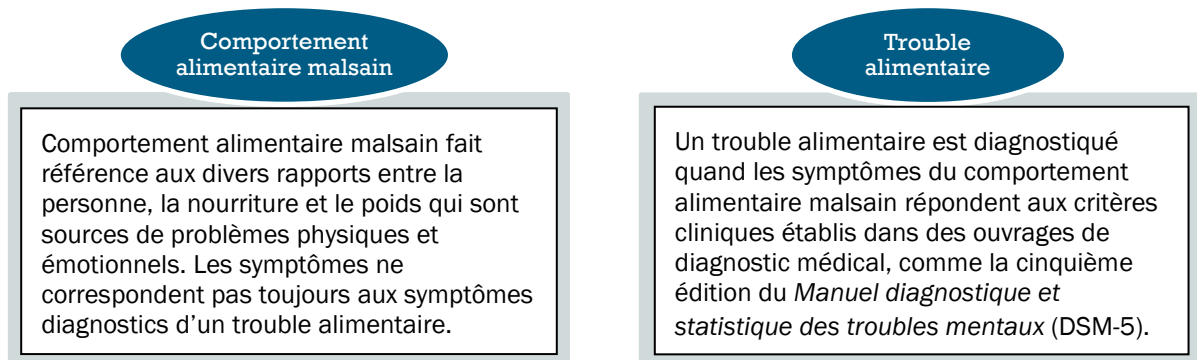 Comportement
alimentaire malsain
Comportement alimentaire malsain fait
référence aux divers rapports entre la
personne, la nourriture et le poids qui sont
sources de problèmes physiques et
émotionnels. Les symptômes ne
correspondent pas toujours aux symptômes
diagnostics d’un trouble alimentaire.
Trouble
alimentaire
Un trouble alimentaire est diagnostiqué
quand les symptômes du comportement
alimentaire malsain répondent aux critères
cliniques établis dans des ouvrages de
diagnostic médical, comme la cinquième
édition du Manuel diagnostique et
statistique des troubles mentaux (DSM-5).